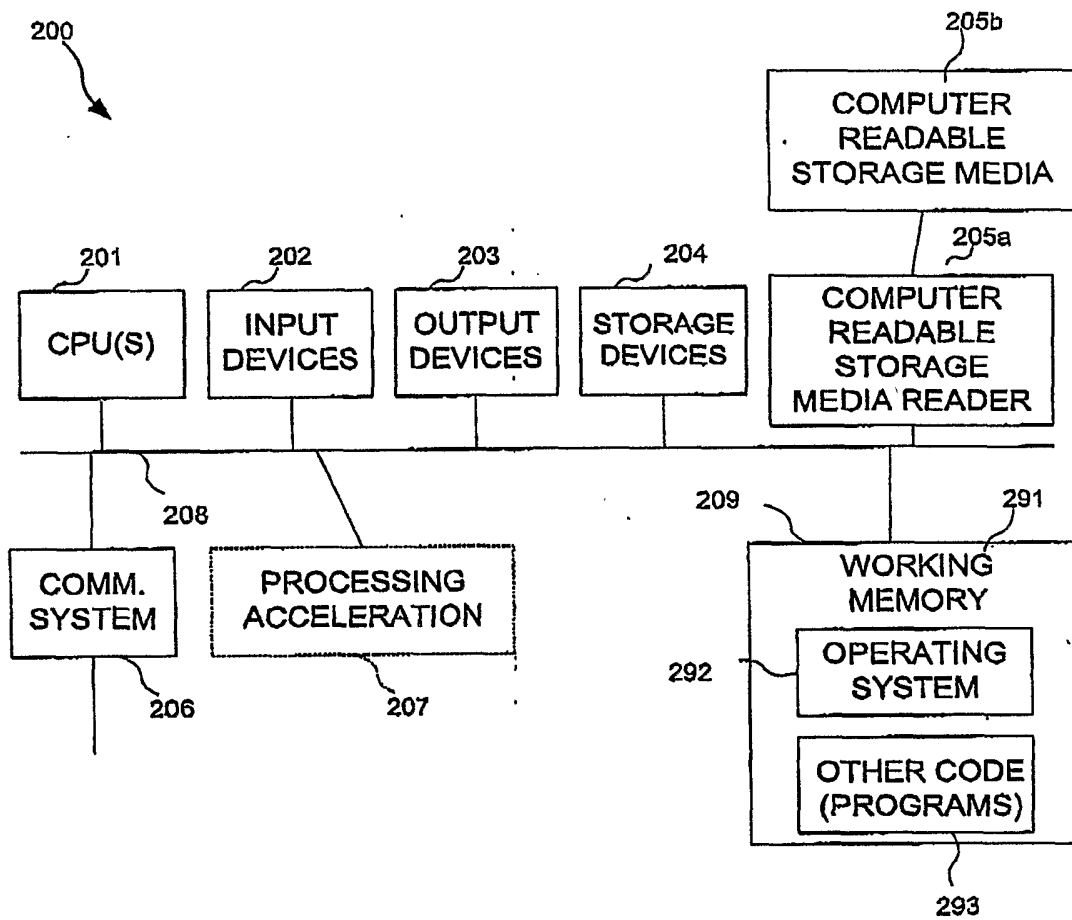 200
205b
COMPUTER
READABLE
STORAGE MEDIA
205a
201
202
203
204
CPU(S)
INPUT
DEVICES
OUTPUT
DEVICES
STORAGE
DEVICES
COMPUTER
READABLE
STORAGE
MEDIA READER
208
209
291
COMM.
SYSTEM
PROCESSING
ACCELERATION
WORKING
MEMORY
206
207
292
OPERATING
SYSTEM
OTHER CODE
(PROGRAMS)
293